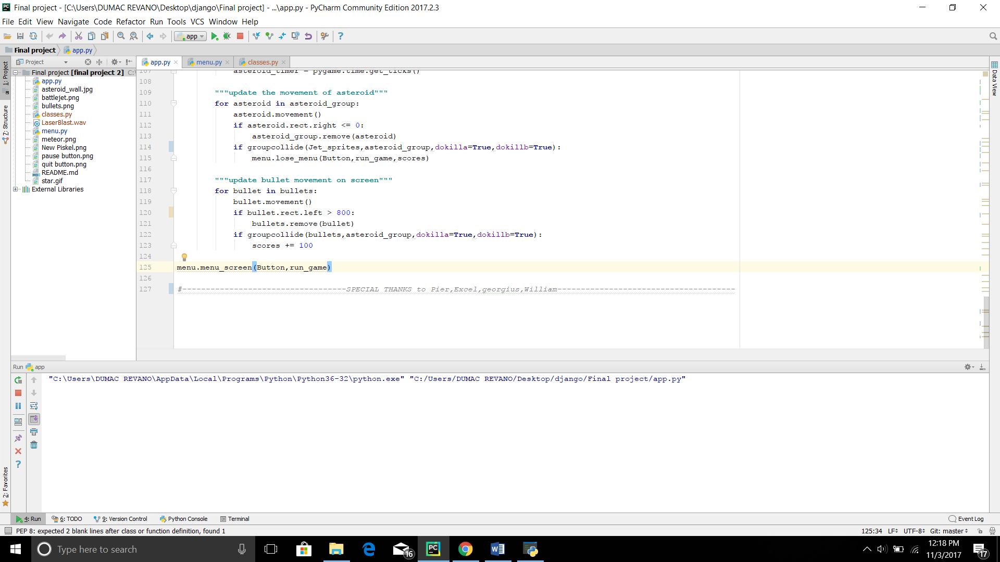 Final project - [C:\Users\DUMAC REVANO\Desktop\django\Final project] - ...\app.py - PyCharm Community Edition 2017.2.3
File Edit View Navigate Code Refactor Run Tools VCS Window Help
app
Final project app.py
Project
app.py menu.py classes.py
1: Project
Z: Structure
2: Favorites
Data View
Final project [final project 2] C:\
app.py
asteroid_wall.jpg
battlejet.png
bullets.png
classes.py
LaserBlast.wav
menu.py
meteor.png
New Piskel.png
pause button.png
quit button.png
README.md
star.gif
External Libraries
107 asteroid_timer = pygame.time.get_ticks()
108
109 """update the movement of asteroid"""
110 for asteroid in asteroid_group:
111 asteroid.movement()
112 if asteroid.rect.right <= 0:
113 asteroid_group.remove(asteroid)
114 if groupcollide(Jet_sprites,asteroid_group,dokilla=True,dokillb=True):
115 menu.lose_menu(Button,run_game,scores)
116
117 """update bullet movement on screen"""
118 for bullet in bullets:
119 bullet.movement()
120 if bullet.rect.left > 800:
121 bullets.remove(bullet)
122 if groupcollide(bullets,asteroid_group,dokilla=True,dokillb=True):
123 scores += 100
124
125 menu.menu_screen(Button,run_game)
126
127 #-----------------------------------SPECIAL THANKS to Pier,Excel,georgius,William--------------------------------------
Run app
"C:\Users\DUMAC REVANO\AppData\Local\Programs\Python\Python36-32\python.exe" "C:/Users/DUMAC REVANO/Desktop/django/Final project/app.py"
4: Run 6: TODO 9: Version Control Python Console Terminal Event Log
PEP 8: expected 2 blank lines after class or function definition, found 1 125:34 LF UTF-8 Git: master
Type here to search
16
12:18 PM
11/3/2017
17